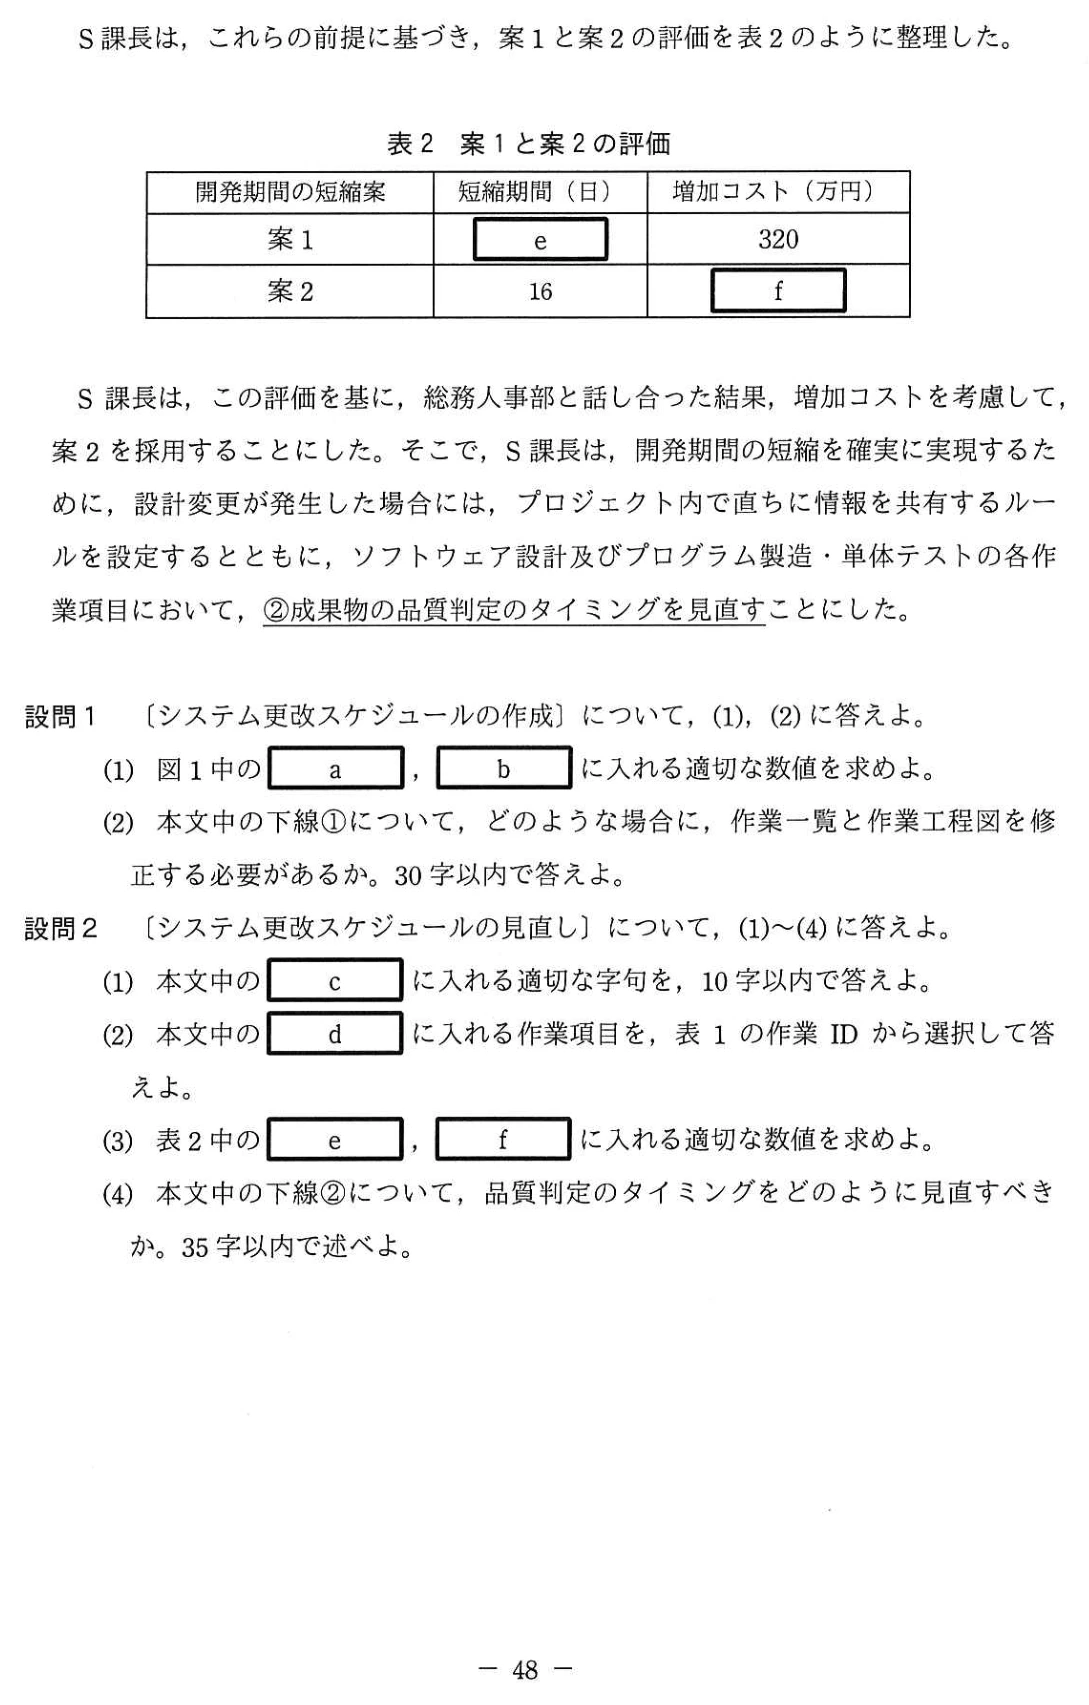 S課長は，これらの前提に基づき，案1と案2の評価を表2のように整理した。
表2　案1と案2の評価
開発期間の短縮案　短縮期間（日）　増加コスト（万円）
案1　e　320
案2　16　f
S 課長は，この評価を基に，総務人事部と話し合った結果，増加コストを考慮して，
案2を採用することにした。そこで，S課長は，開発期間の短縮を確実に実現するた
めに，設計変更が発生した場合には，プロジェクト内で直ちに情報を共有するルー
ルを設定するとともに，ソフトウェア設計及びプログラム製造・単体テストの各作
業項目において，②成果物の品質判定のタイミングを見直すことにした。
設問1　〔システム更改スケジュールの作成〕について，(1)，(2)に答えよ。
(1) 図1中の a ， b に入れる適切な数値を求めよ。
(2) 本文中の下線①について，どのような場合に，作業一覧と作業工程図を修
正する必要があるか。30字以内で答えよ。
設問2　〔システム更改スケジュールの見直し〕について，(1)～(4)に答えよ。
(1) 本文中の c に入れる適切な字句を，10字以内で答えよ。
(2) 本文中の d に入れる作業項目を，表 1 の作業 ID から選択して答
えよ。
(3) 表2中の e ， f に入れる適切な数値を求めよ。
(4) 本文中の下線②について，品質判定のタイミングをどのように見直すべき
か。35字以内で述べよ。
－ 48 －